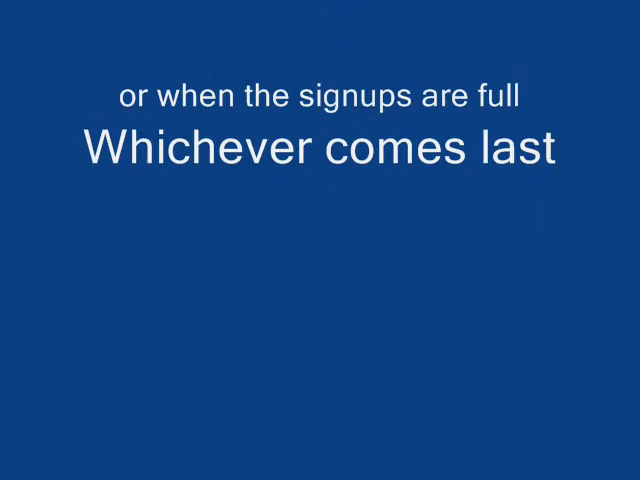 or when the signups are full
Whichever comes last